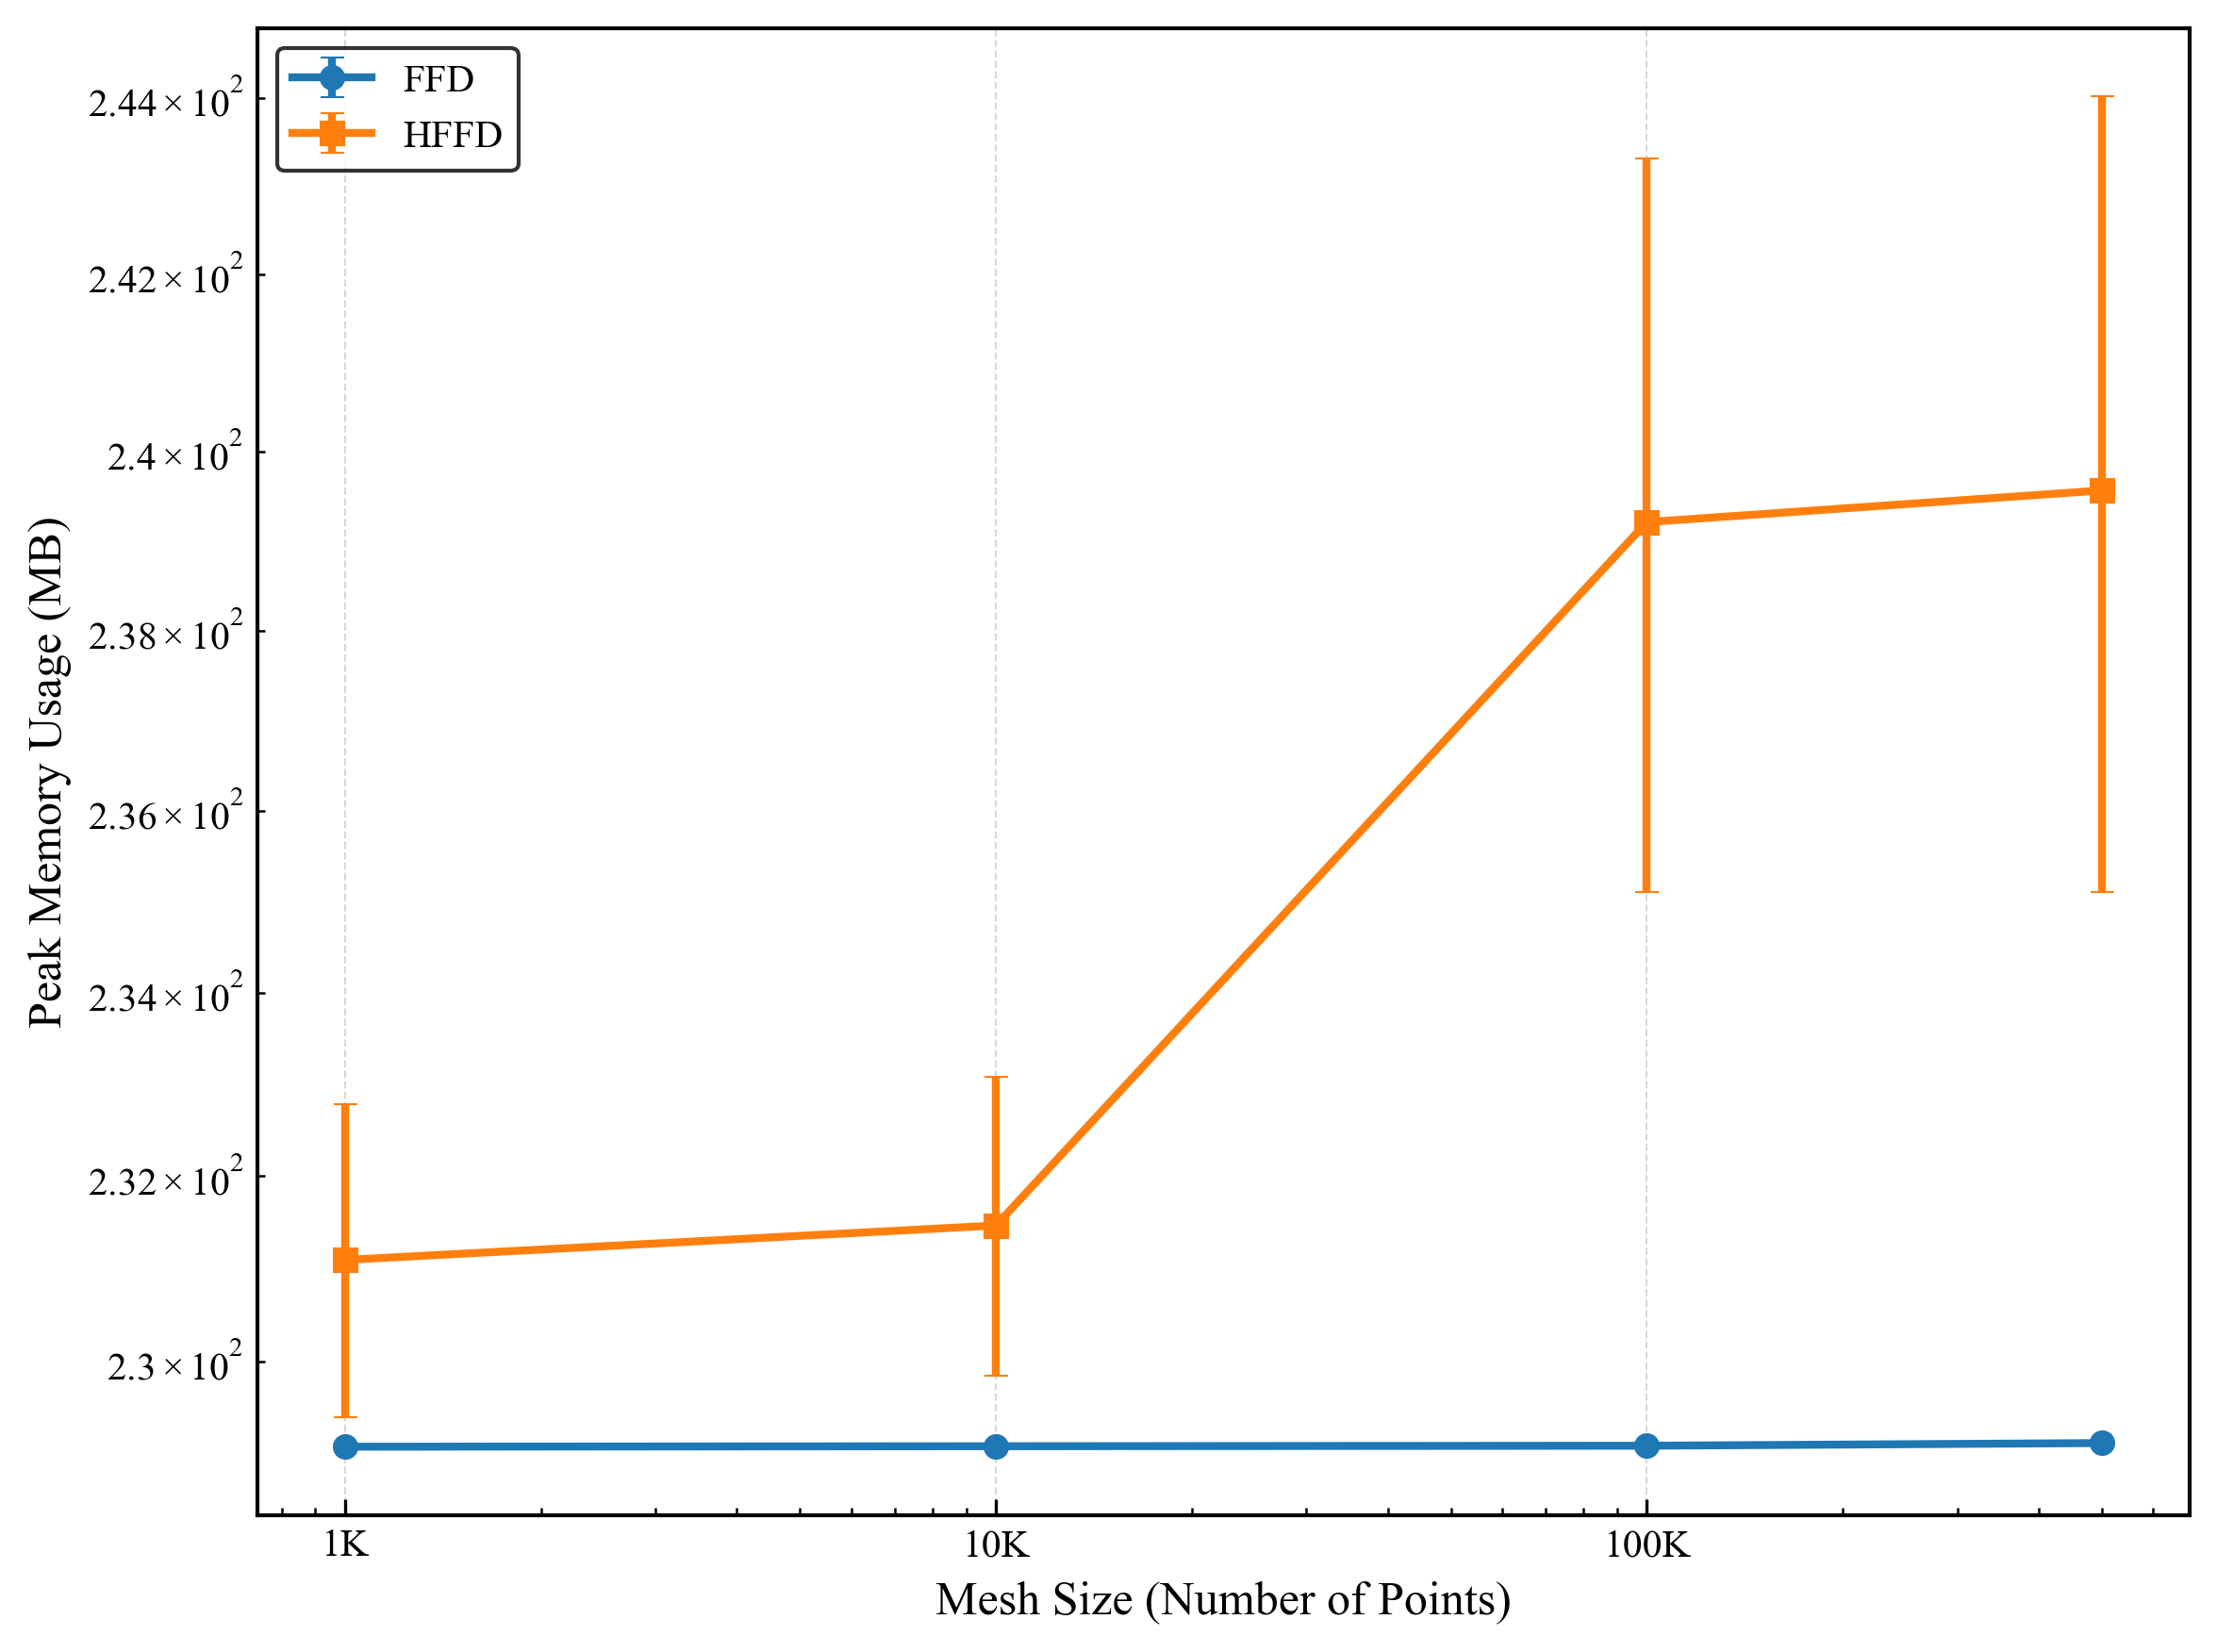 FFD
HFFD
2.44×10²
2.42×10²
2.4×10²
2.38×10²
2.36×10²
2.34×10²
2.32×10²
2.3×10²
Peak Memory Usage (MB)
1K 10K 100K
Mesh Size (Number of Points)